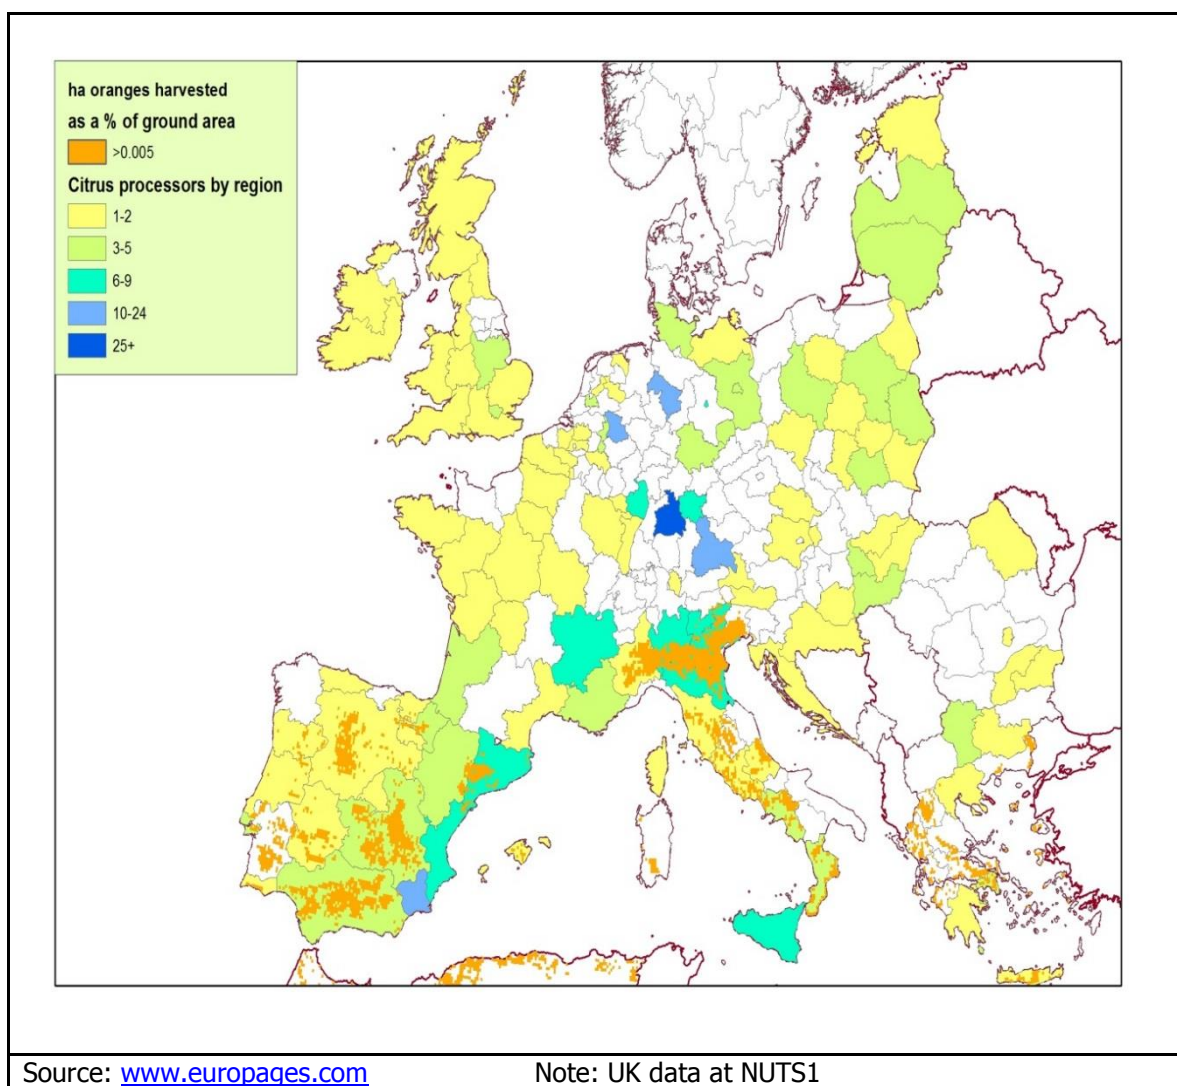 ha oranges harvested
as a % of ground area
>0.005
Citrus processors by region
1-2
3-5
6-9
10-24
25+
Source: www.europages.com Note: UK data at NUTS1